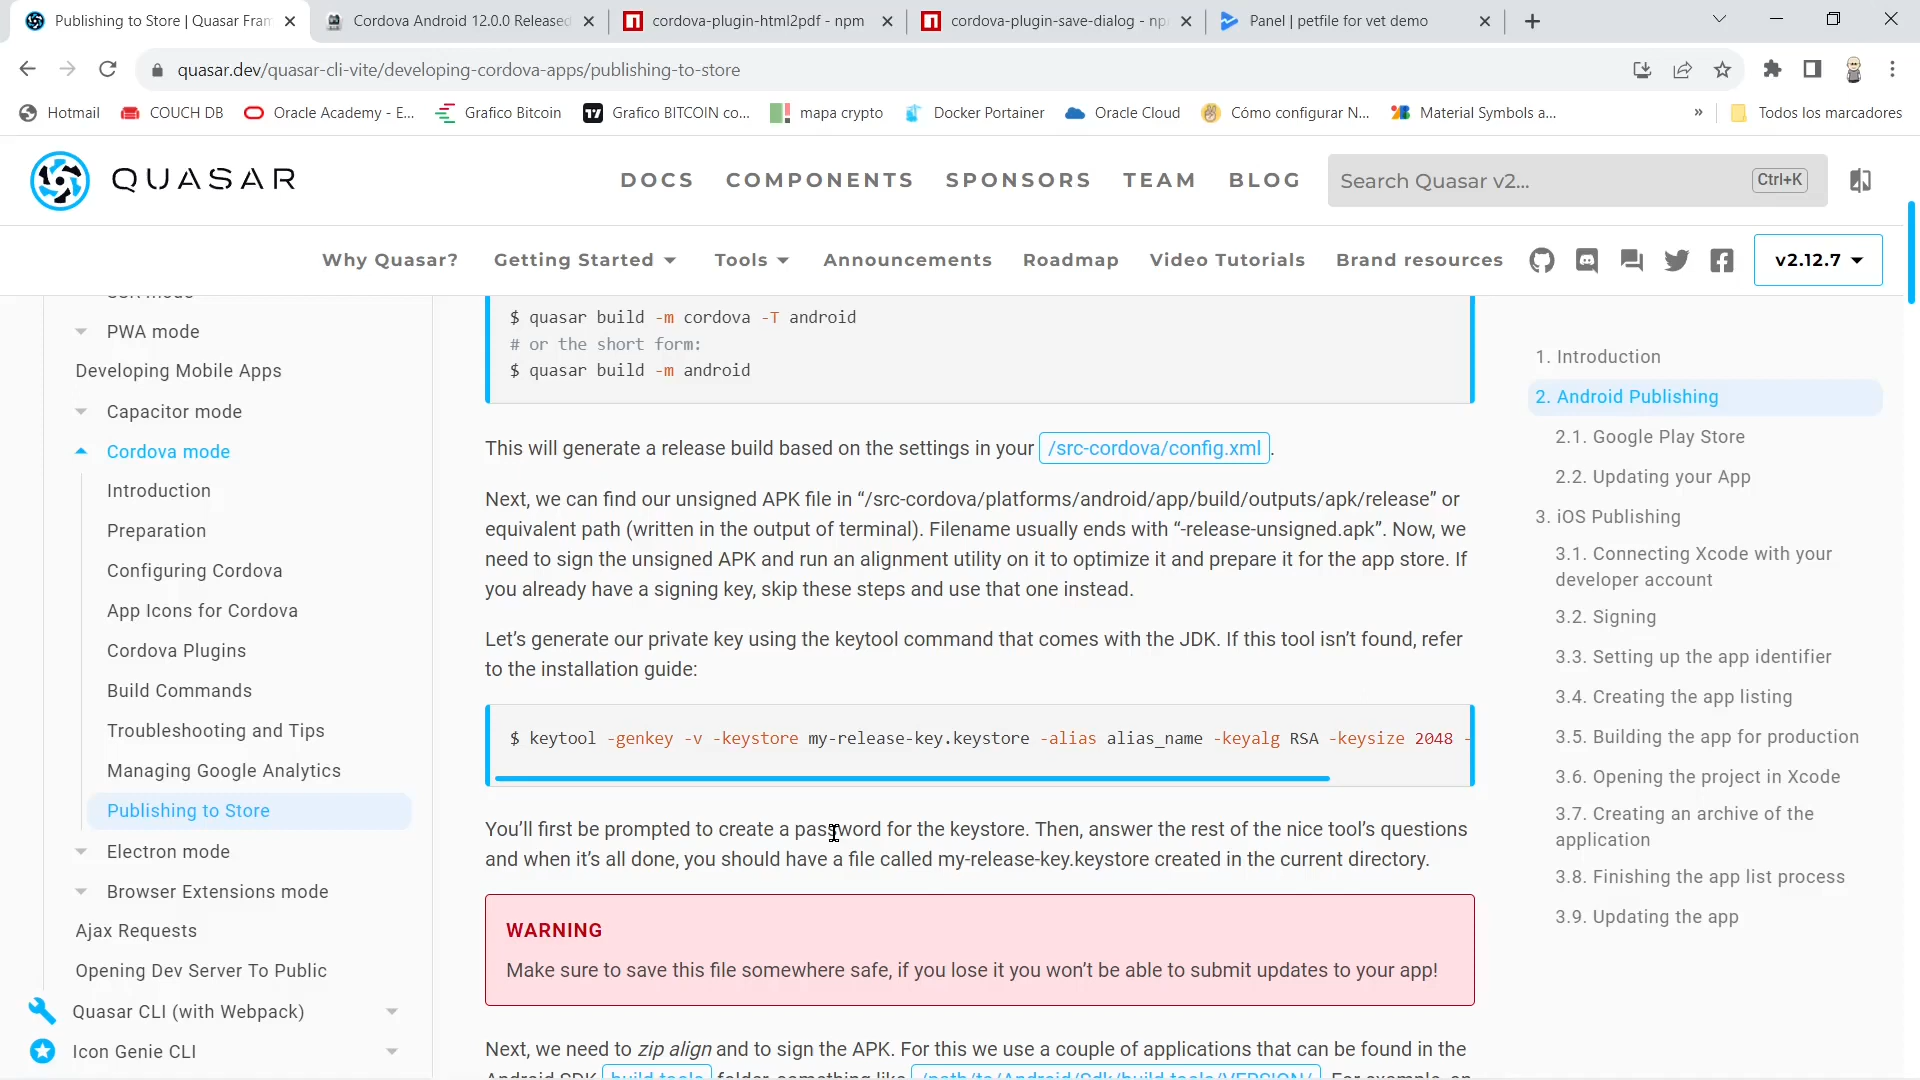 Publishing to Store | Quasar Fram
Cordova Android 12.0.0 Released
cordova-plugin-html2pdf - npm
cordova-plugin-save-dialog - np
Panel | petfile for vet demo
quasar.dev/quasar-cli-vite/developing-cordova-apps/publishing-to-store
Hotmail
COUCH DB
Oracle Academy - E...
Grafico Bitcoin
Grafico BITCOIN co...
mapa crypto
Docker Portainer
Oracle Cloud
Cómo configurar N...
Material Symbols a...
»
Todos los marcadores
QUASAR
DOCS
COMPONENTS
SPONSORS
TEAM
BLOG
Search Quasar v2...
Ctrl+K
Why Quasar?
Getting Started
Tools
Announcements
Roadmap
Video Tutorials
Brand resources
v2.12.7
PWA mode
Developing Mobile Apps
Capacitor mode
Cordova mode
Introduction
Preparation
Configuring Cordova
App Icons for Cordova
Cordova Plugins
Build Commands
Troubleshooting and Tips
Managing Google Analytics
Publishing to Store
Electron mode
Browser Extensions mode
Ajax Requests
Opening Dev Server To Public
Quasar CLI (with Webpack)
Icon Genie CLI
$ quasar build -m cordova -T android
# or the short form:
$ quasar build -m android
This will generate a release build based on the settings in your /src-cordova/config.xml.
Next, we can find our unsigned APK file in “/src-cordova/platforms/android/app/build/outputs/apk/release” or
equivalent path (written in the output of terminal). Filename usually ends with “-release-unsigned.apk”. Now, we
need to sign the unsigned APK and run an alignment utility on it to optimize it and prepare it for the app store. If
you already have a signing key, skip these steps and use that one instead.
Let’s generate our private key using the keytool command that comes with the JDK. If this tool isn’t found, refer
to the installation guide:
$ keytool -genkey -v -keystore my-release-key.keystore -alias alias_name -keyalg RSA -keysize 2048 -
You’ll first be prompted to create a password for the keystore. Then, answer the rest of the nice tool’s questions
and when it’s all done, you should have a file called my-release-key.keystore created in the current directory.
WARNING
Make sure to save this file somewhere safe, if you lose it you won’t be able to submit updates to your app!
Next, we need to zip align and to sign the APK. For this we use a couple of applications that can be found in the
Android SDK build-tools folder, something like /path/to/Android/Sdk/build-tools/VERSION/. For example, on
1. Introduction
2. Android Publishing
2.1. Google Play Store
2.2. Updating your App
3. iOS Publishing
3.1. Connecting Xcode with your
developer account
3.2. Signing
3.3. Setting up the app identifier
3.4. Creating the app listing
3.5. Building the app for production
3.6. Opening the project in Xcode
3.7. Creating an archive of the
application
3.8. Finishing the app list process
3.9. Updating the app